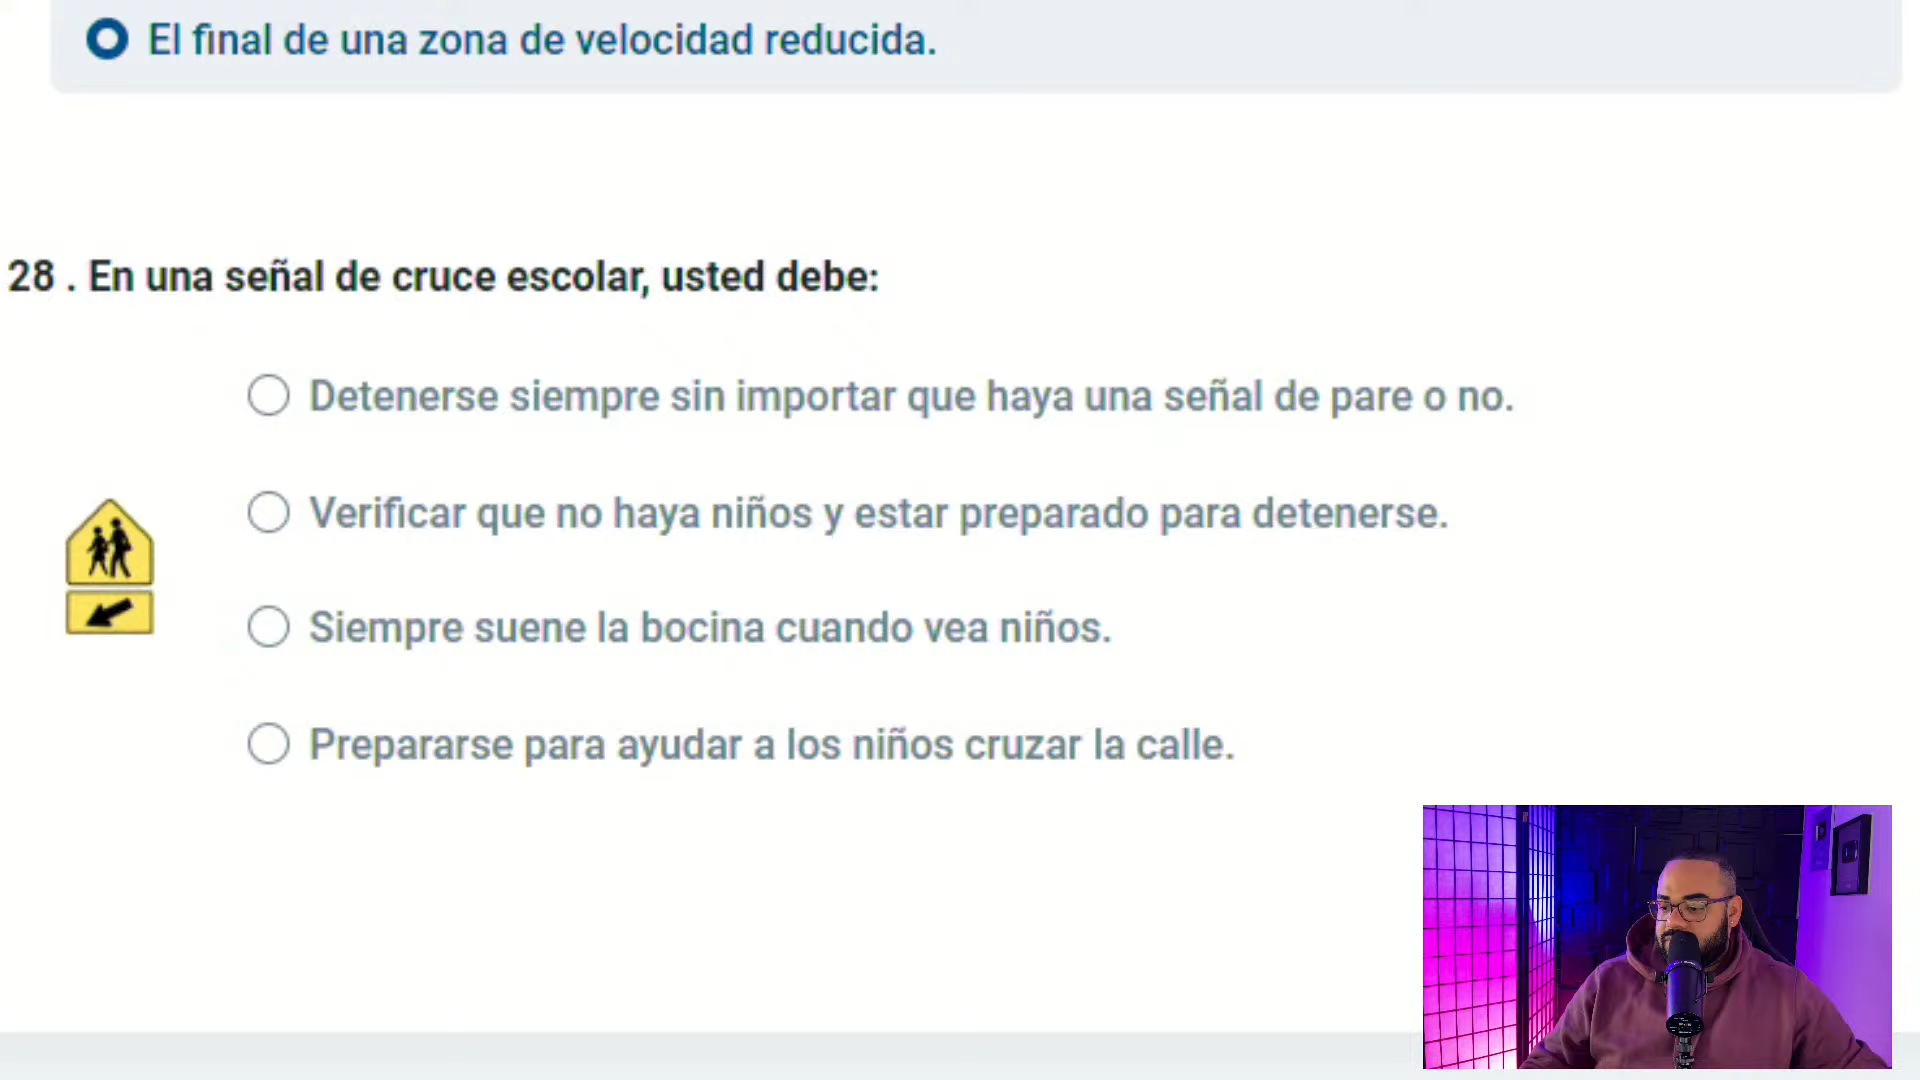 El final de una zona de velocidad reducida.
28 . En una señal de cruce escolar, usted debe:
Detenerse siempre sin importar que haya una señal de pare o no.
Verificar que no haya niños y estar preparado para detenerse.
Siempre suene la bocina cuando vea niños.
Prepararse para ayudar a los niños cruzar la calle.